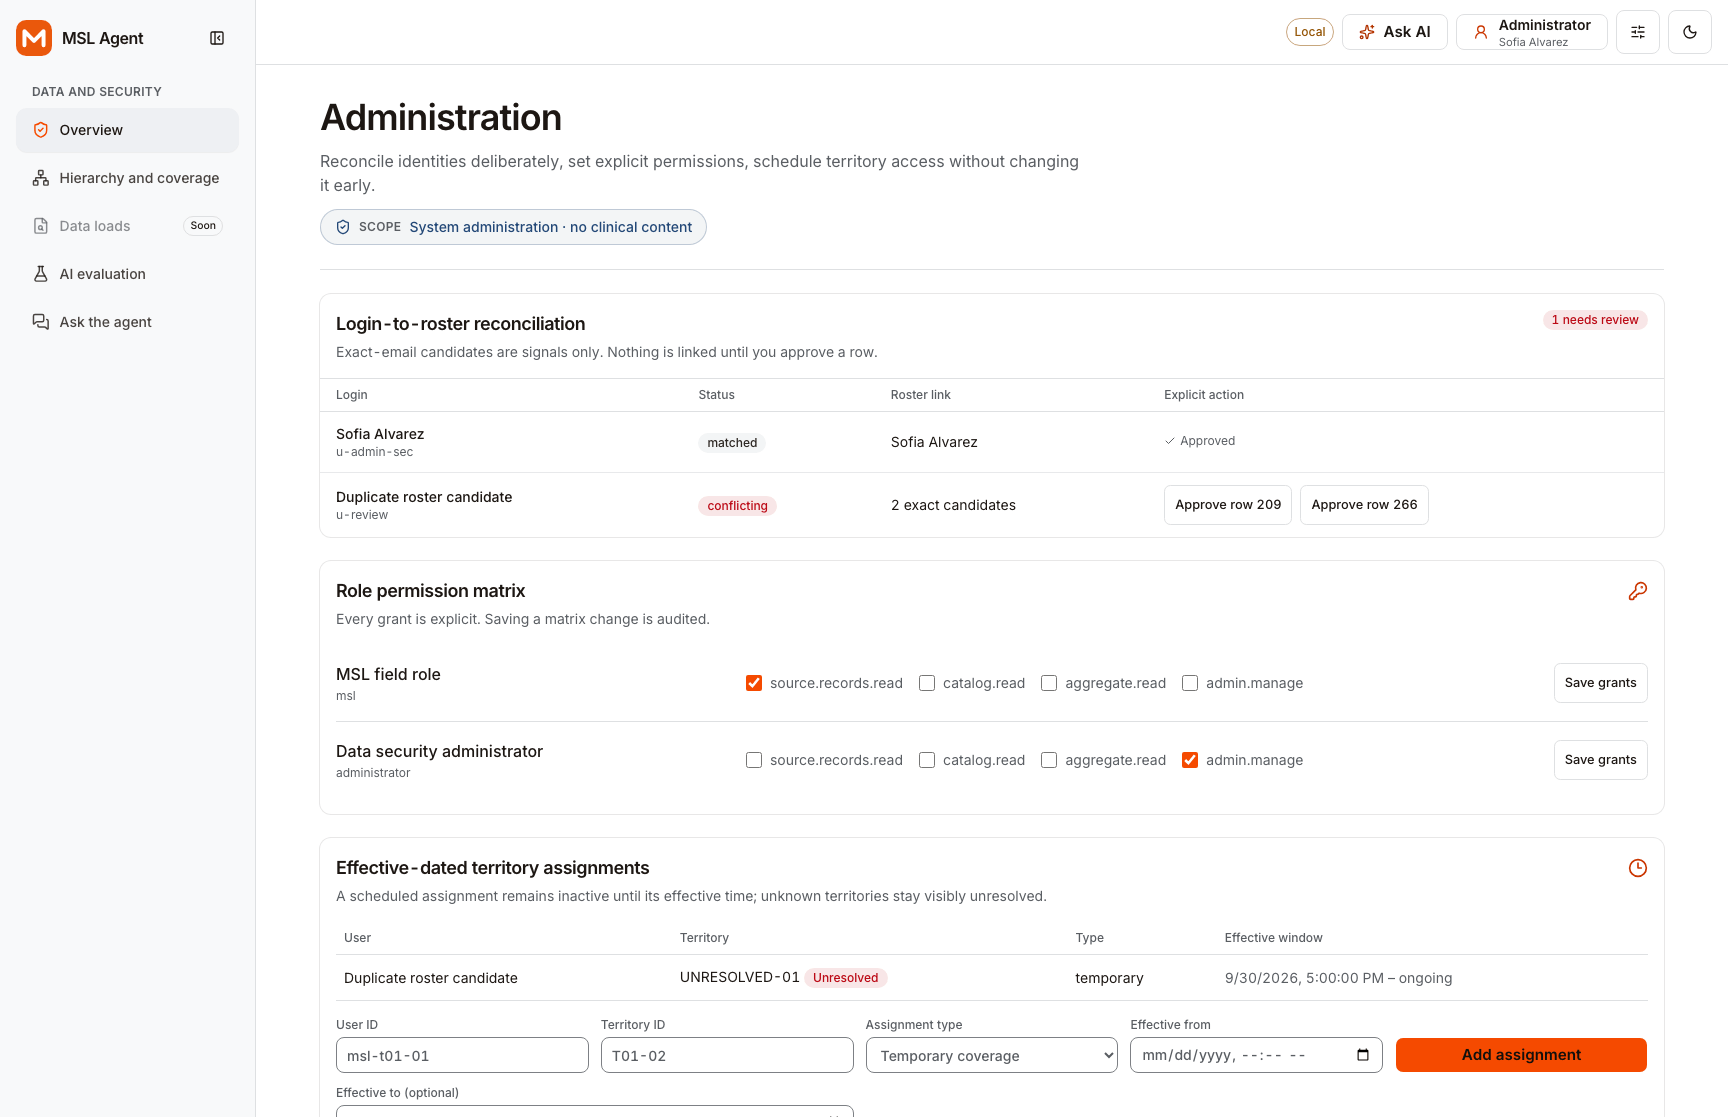 MSL Agent
DATA AND SECURITY
Overview
Hierarchy and coverage
Data loads Soon
AI evaluation
Ask the agent
Local
Ask AI
Administrator
Sofia Alvarez
Administration
Reconcile identities deliberately, set explicit permissions, schedule territory access without changing
it early.
SCOPE System administration · no clinical content
Login-to-roster reconciliation
1 needs review
Exact-email candidates are signals only. Nothing is linked until you approve a row.
Login Status Roster link Explicit action
Sofia Alvarez
u-admin-sec
matched
Sofia Alvarez
Approved
Duplicate roster candidate
u-review
conflicting
2 exact candidates
Approve row 209
Approve row 266
Role permission matrix
Every grant is explicit. Saving a matrix change is audited.
MSL field role
msl
source.records.read catalog.read aggregate.read admin.manage
Save grants
Data security administrator
administrator
source.records.read catalog.read aggregate.read admin.manage
Save grants
Effective-dated territory assignments
A scheduled assignment remains inactive until its effective time; unknown territories stay visibly unresolved.
User Territory Type Effective window
Duplicate roster candidate UNRESOLVED-01 Unresolved temporary 9/30/2026, 5:00:00 PM – ongoing
User ID Territory ID Assignment type Effective from
msl-t01-01 T01-02 Temporary coverage mm/dd/yyyy, --:-- -- Add assignment
Effective to (optional)